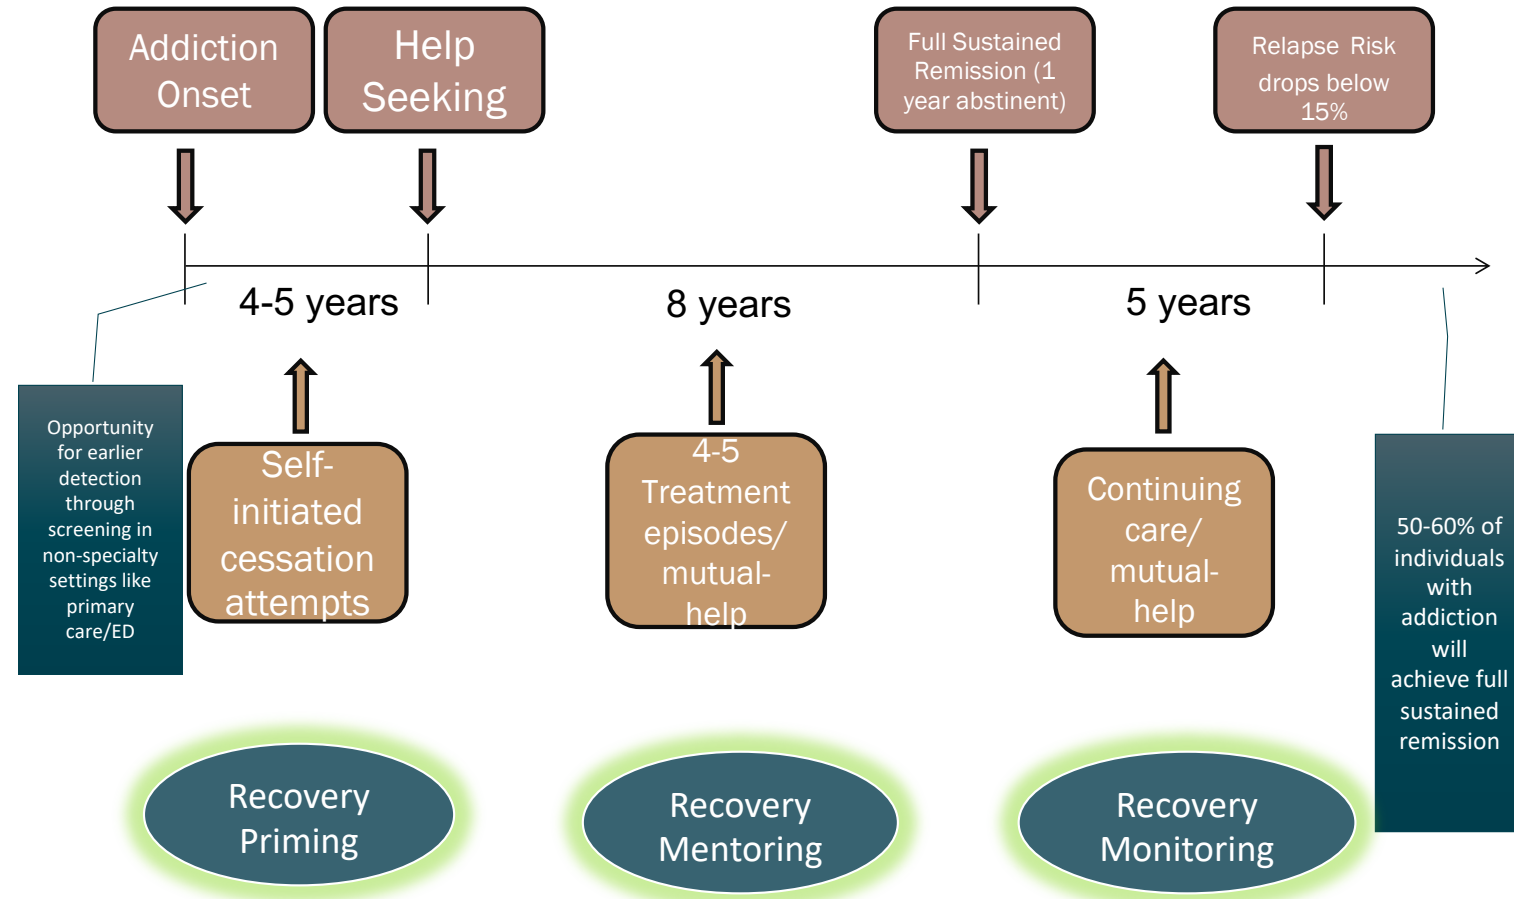 Addiction
Onset
Help
Seeking
Full Sustained
Remission (1
year abstinent)
Relapse Risk
drops below
15%
4-5 years
8 years
5 years
Opportunity
for earlier
detection
through
screening in
non-specialty
settings like
primary
care/ED
Self-
initiated
cessation
attempts
4-5
Treatment
episodes/
mutual-
help
Continuing
care/
mutual-
help
50-60% of
individuals
with
addiction
will
achieve full
sustained
remission
Recovery
Priming
Recovery
Mentoring
Recovery
Monitoring